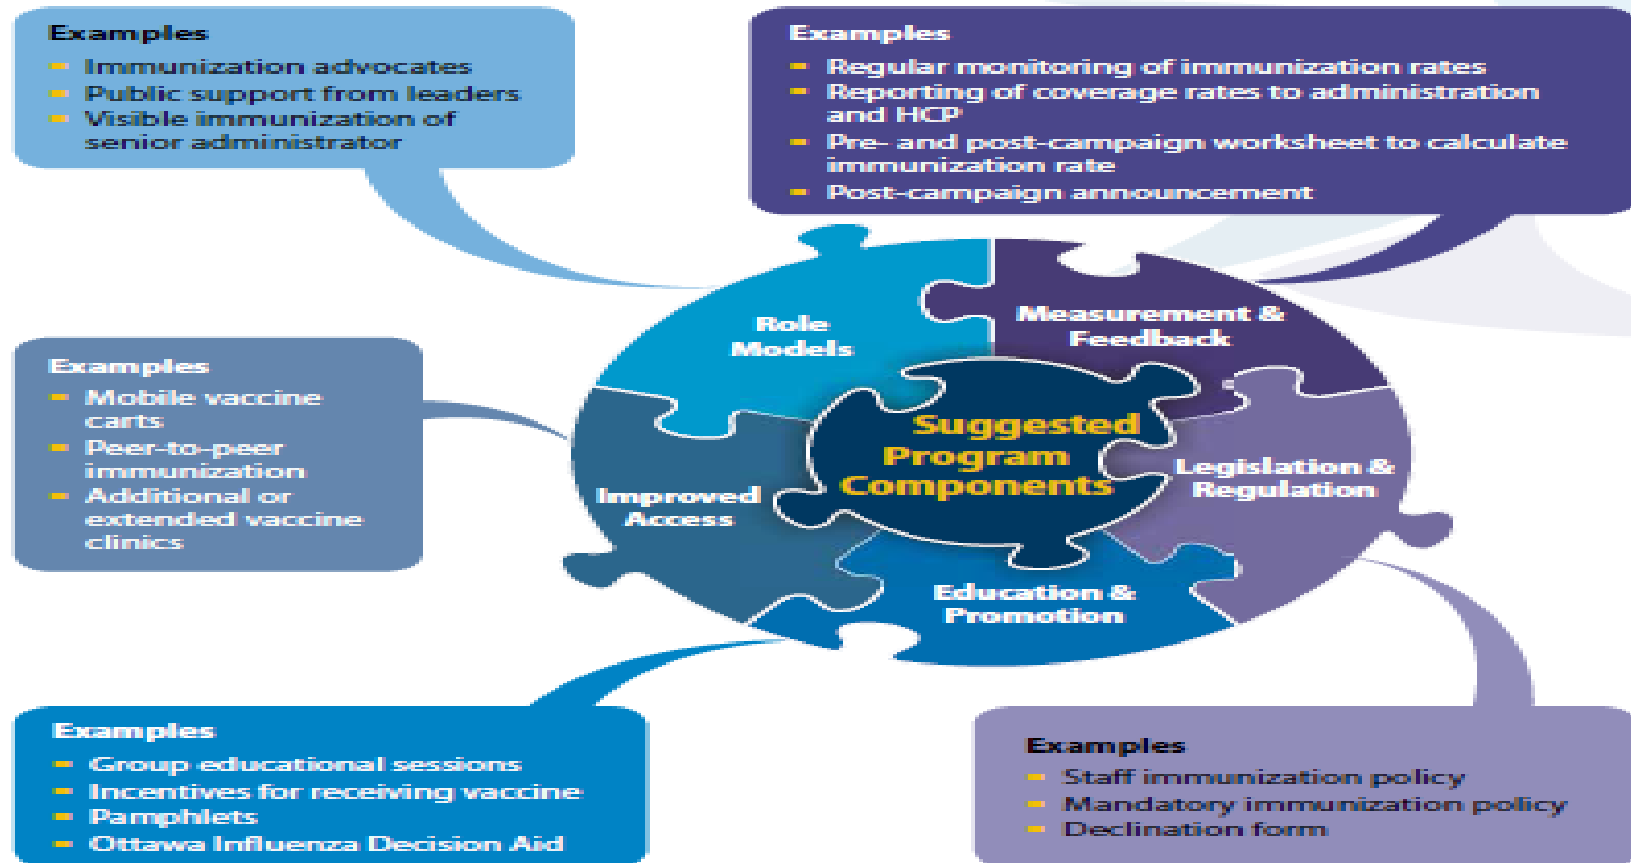 Examples
- Immunization advocates
- Public support from leaders
- Visible immunization of
senior administrator
Examples
- Regular monitoring of immunization rates
- Reporting of coverage rates to administration
and HCP
- Pre- and post-campaign worksheet to calculate
immunization rate
- Post-campaign announcement
Role
Models
Measurement &
Feedback
Examples
- Mobile vaccine
carts
- Peer-to-peer
immunization
- Additional or
extended vaccine
clinics
Suggested
Program
Components
Improved
Access
Legislation &
Regulation
Education &
Promotion
Examples
- Group educational sessions
- Incentives for receiving vaccine
- Pamphlets
- Ottawa Influenza Decision Aid
Examples
- Staff immunization policy
- Mandatory immunization policy
- Declination form